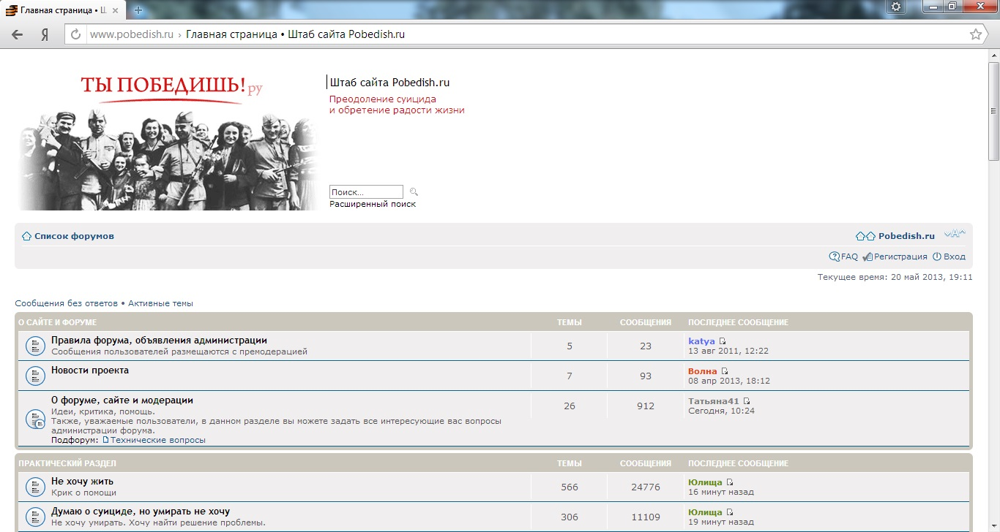 Главная страница • Ш
www.pobedish.ru › Главная страница • Штаб сайта Pobedish.ru
ТЫ ПОБЕДИШЬ!ру
Штаб сайта Pobedish.ru
Преодоление суицида
и обретение радости жизни
Поиск...
Расширенный поиск
Список форумов
Pobedish.ru
FAQ Регистрация Вход
Текущее время: 20 май 2013, 19:11
Сообщения без ответов • Активные темы
О САЙТЕ И ФОРУМЕ ТЕМЫ СООБЩЕНИЯ ПОСЛЕДНЕЕ СООБЩЕНИЕ
Правила форума, объявления администрации
Сообщения пользователей размещаются с премодерацией
5 23
katya
13 авг 2011, 12:22
Новости проекта
7 93
Волна
08 апр 2013, 18:12
О форуме, сайте и модерации
Идеи, критика, помощь.
Также, уважаемые пользователи, в данном разделе вы можете задать все интересующие вас вопросы
администрации форума.
Подфорум: Технические вопросы
26 912
Татьяна41
Сегодня, 10:24
ПРАКТИЧЕСКИЙ РАЗДЕЛ ТЕМЫ СООБЩЕНИЯ ПОСЛЕДНЕЕ СООБЩЕНИЕ
Не хочу жить
Крик о помощи
566 24776
Юлища
16 минут назад
Думаю о суициде, но умирать не хочу
Не хочу умирать. Хочу найти решение проблемы.
306 11109
Юлища
19 минут назад